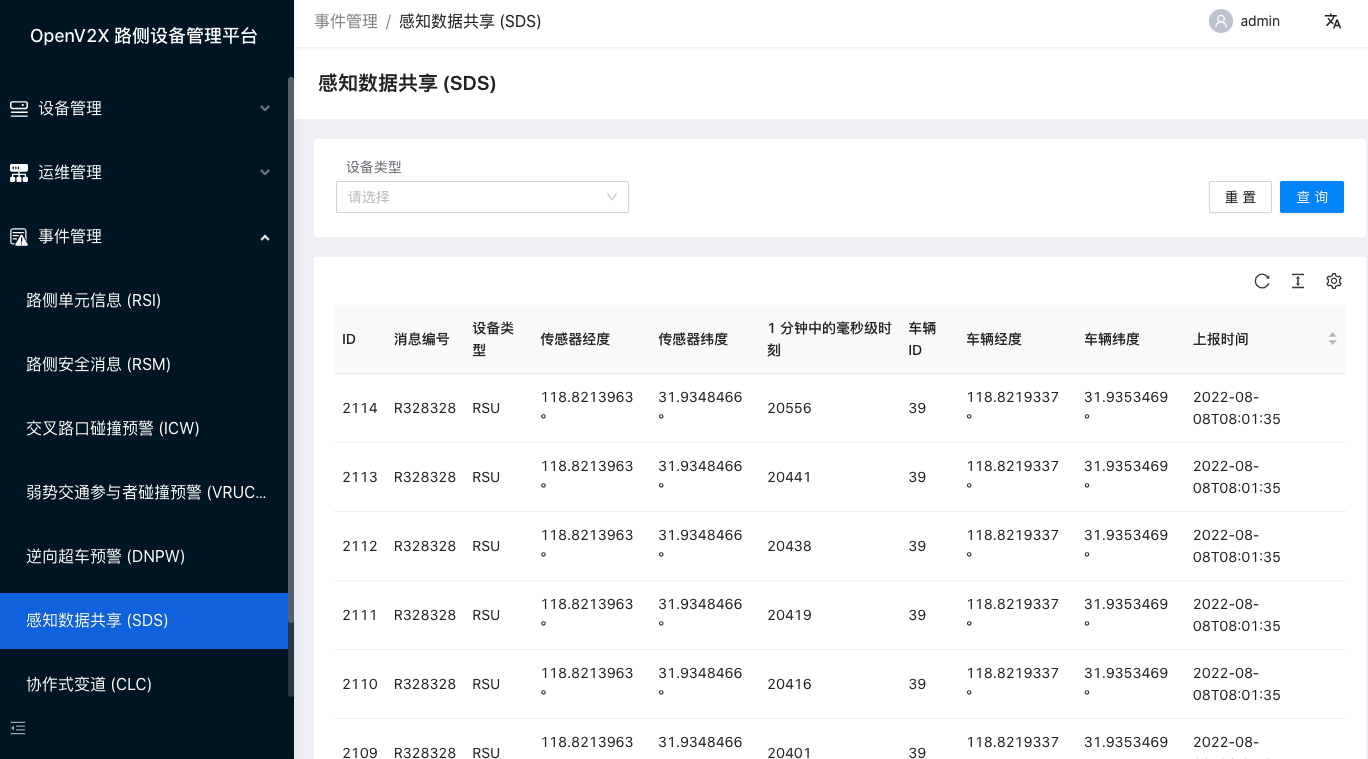 OpenV2X 路侧设备管理平台
设备管理
运维管理
事件管理
路侧单元信息 (RSI)
路侧安全消息 (RSM)
交叉路口碰撞预警 (ICW)
弱势交通参与者碰撞预警 (VRUC...
逆向超车预警 (DNPW)
感知数据共享 (SDS)
协作式变道 (CLC)
事件管理 / 感知数据共享 (SDS)
admin
感知数据共享 (SDS)
设备类型
请选择
重 置
查 询
ID 消息编号 设备类型 传感器经度 传感器纬度 1 分钟中的毫秒级时刻 车辆 ID 车辆经度 车辆纬度 上报时间
2114 R328328 RSU 118.8213963° 31.9348466° 20556 39 118.8219337° 31.9353469° 2022-08-08T08:01:35
2113 R328328 RSU 118.8213963° 31.9348466° 20441 39 118.8219337° 31.9353469° 2022-08-08T08:01:35
2112 R328328 RSU 118.8213963° 31.9348466° 20438 39 118.8219337° 31.9353469° 2022-08-08T08:01:35
2111 R328328 RSU 118.8213963° 31.9348466° 20419 39 118.8219337° 31.9353469° 2022-08-08T08:01:35
2110 R328328 RSU 118.8213963° 31.9348466° 20416 39 118.8219337° 31.9353469° 2022-08-08T08:01:35
2109 R328328 RSU 118.8213963 31.9348466 20401 39 118.8219337 31.9353469 2022-08-